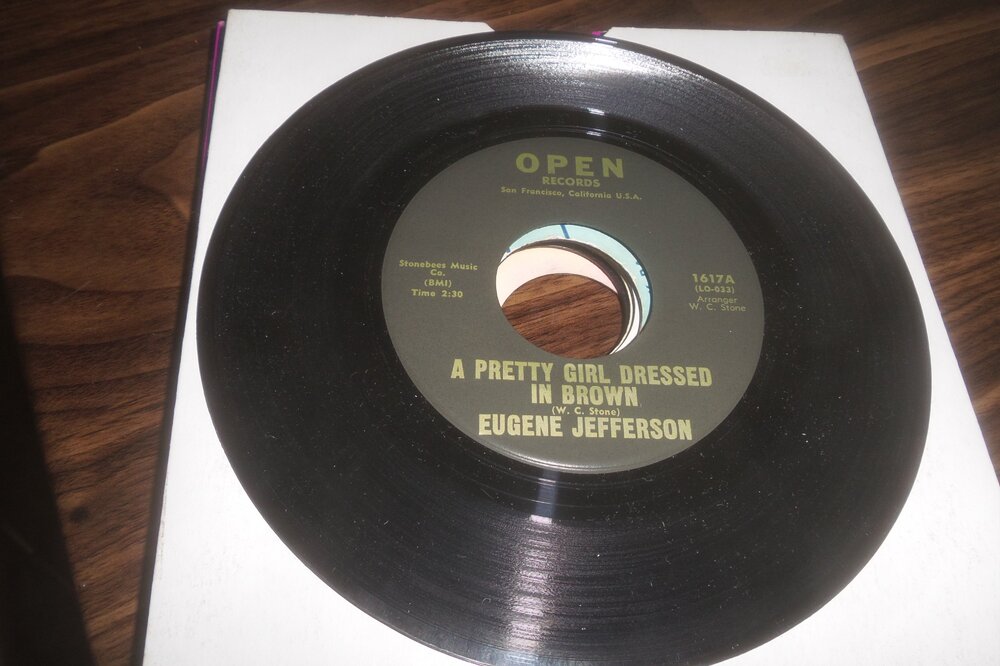 OPEN
RECORDS
San Francisco, California U.S.A.
Stonebees Music
Co.
(BMI)
Time 2:30
1617A
(LO-033)
Arranger
W. C. Stone
A PRETTY GIRL DRESSED
IN BROWN
(W. C. Stone)
EUGENE JEFFERSON